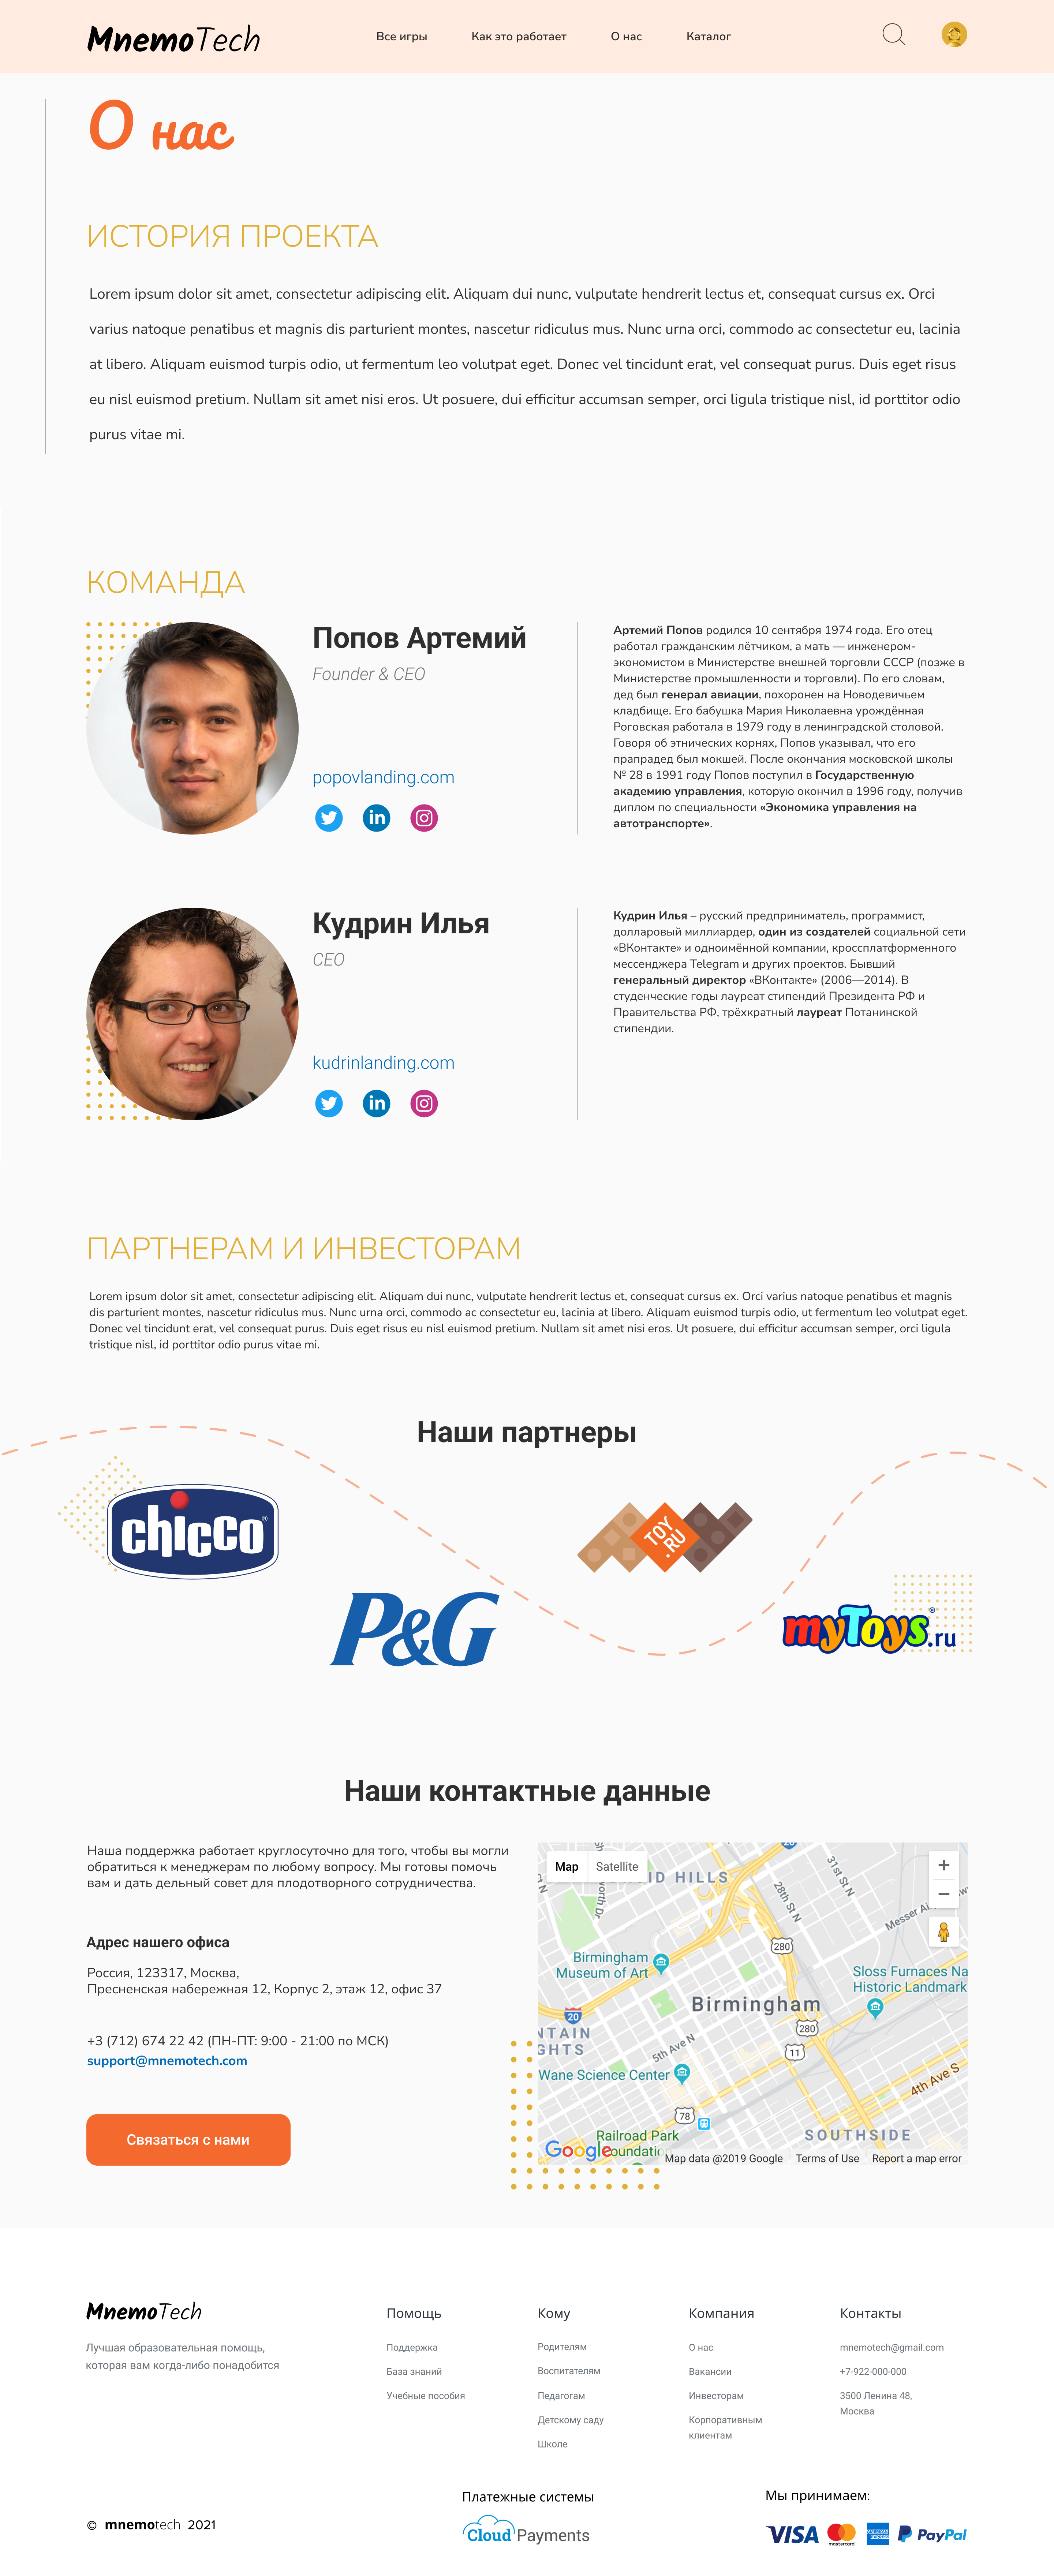 MnemoTech
Все игры
Как это работает
О нас
Каталог
О нас
ИСТОРИЯ ПРОЕКТА
Lorem ipsum dolor sit amet, consectetur adipiscing elit. Aliquam dui nunc, vulputate hendrerit lectus et, consequat cursus ex. Orci
varius natoque penatibus et magnis dis parturient montes, nascetur ridiculus mus. Nunc urna orci, commodo ac consectetur eu, lacinia
at libero. Aliquam euismod turpis odio, ut fermentum leo volutpat eget. Donec vel tincidunt erat, vel consequat purus. Duis eget risus
eu nisl euismod pretium. Nullam sit amet nisi eros. Ut posuere, dui efficitur accumsan semper, orci ligula tristique nisl, id porttitor odio
purus vitae mi.
КОМАНДА
Попов Артемий
Founder & CEO
popovlanding.com
in
Артемий Попов родился 10 сентября 1974 года. Его отец
работал гражданским лётчиком, а мать — инженером-
экономистом в Министерстве внешней торговли СССР (позже в
Министерстве промышленности и торговли). По его словам,
дед был генерал авиации, похоронен на Новодевичьем
кладбище. Его бабушка Мария Николаевна урождённая
Роговская работала в 1979 году в ленинградской столовой.
Говоря об этнических корнях, Попов указывал, что его
прапрадед был мокшей. После окончания московской школы
№ 28 в 1991 году Попов поступил в Государственную
академию управления, которую окончил в 1996 году, получив
диплом по специальности «Экономика управления на
автотранспорте».
Кудрин Илья
CEO
kudrinlanding.com
in
Кудрин Илья – русский предприниматель, программист,
долларовый миллиардер, один из создателей социальной сети
«ВКонтакте» и одноимённой компании, кроссплатформенного
мессенджера Telegram и других проектов. Бывший
генеральный директор «ВКонтакте» (2006—2014). В
студенческие годы лауреат стипендий Президента РФ и
Правительства РФ, трёхкратный лауреат Потанинской
стипендии.
ПАРТНЕРАМ И ИНВЕСТОРАМ
Lorem ipsum dolor sit amet, consectetur adipiscing elit. Aliquam dui nunc, vulputate hendrerit lectus et, consequat cursus ex. Orci varius natoque penatibus et magnis
dis parturient montes, nascetur ridiculus mus. Nunc urna orci, commodo ac consectetur eu, lacinia at libero. Aliquam euismod turpis odio, ut fermentum leo volutpat eget.
Donec vel tincidunt erat, vel consequat purus. Duis eget risus eu nisl euismod pretium. Nullam sit amet nisi eros. Ut posuere, dui efficitur accumsan semper, orci ligula
tristique nisl, id porttitor odio purus vitae mi.
Наши партнеры
chicco®
TOY
.RU
P&G
myToys®.ru
Наши контактные данные
Наша поддержка работает круглосуточно для того, чтобы вы могли
обратиться к менеджерам по любому вопросу. Мы готовы помочь
вам и дать дельный совет для плодотворного сотрудничества.
Адрес нашего офиса
Россия, 123317, Москва,
Пресненская набережная 12, Корпус 2, этаж 12, офис 37
+3 (712) 674 22 42 (ПН-ПТ: 9:00 - 21:00 по МСК)
support@mnemotech.com
Связаться с нами
Map
Satellite
ID HILLS
worth Dr
28th St N
31st St N
Messer Ai
280
Birmingham
Museum of Art
Sloss Furnaces Na
Historic Landmark
Birmingham
20
280
NTAIN
GHTS
5th Ave N
11
Wane Science Center
4th Ave S
78
Railroad Park
oundatio
SOUTHSIDE
Google
Map data @2019 Google
Terms of Use
Report a map error
MnemoTech
Лучшая образовательная помощь,
которая вам когда-либо понадобится
Помощь
Поддержка
База знаний
Учебные пособия
Кому
Родителям
Воспитателям
Педагогам
Детскому саду
Школе
Компания
О нас
Вакансии
Инвесторам
Корпоративным
клиентам
Контакты
mnemotech@gmail.com
+7-922-000-000
3500 Ленина 48,
Москва
© mnemotech 2021
Платежные системы
CloudPayments
Мы принимаем:
VISA
mastercard
AMERICAN EXPRESS
PayPal